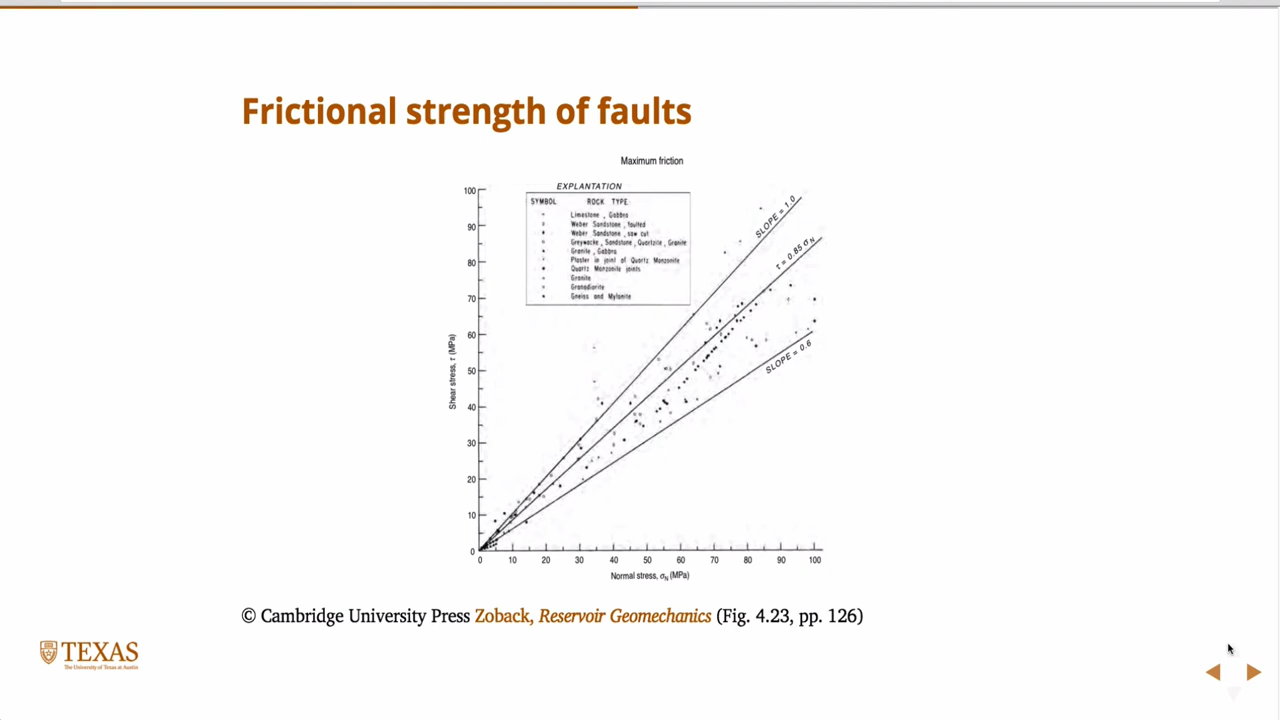 Frictional strength of faults
Maximum friction
EXPLANTATION
SYMBOL ROCK TYPE
Limestone , Gabbro
Weber Sandstone , faulted
Weber Sandstone , saw cut
Greywacke , Sandstone , Quartzite , Granite
Granite , Gabbro
Plaster in joint of Quartz Monzonite
Quartz Monzonite joints
Granite
Granodiorite
Gneiss and Mylonite
SLOPE = 1.0
τ = 0.85 σN
SLOPE = 0.6
Shear stress, τ (MPa)
100
90
80
70
60
50
40
30
20
10
0
0 10 20 30 40 50 60 70 80 90 100
Normal stress, σN (MPa)
© Cambridge University Press Zoback, Reservoir Geomechanics (Fig. 4.23, pp. 126)
TEXAS
The University of Texas at Austin